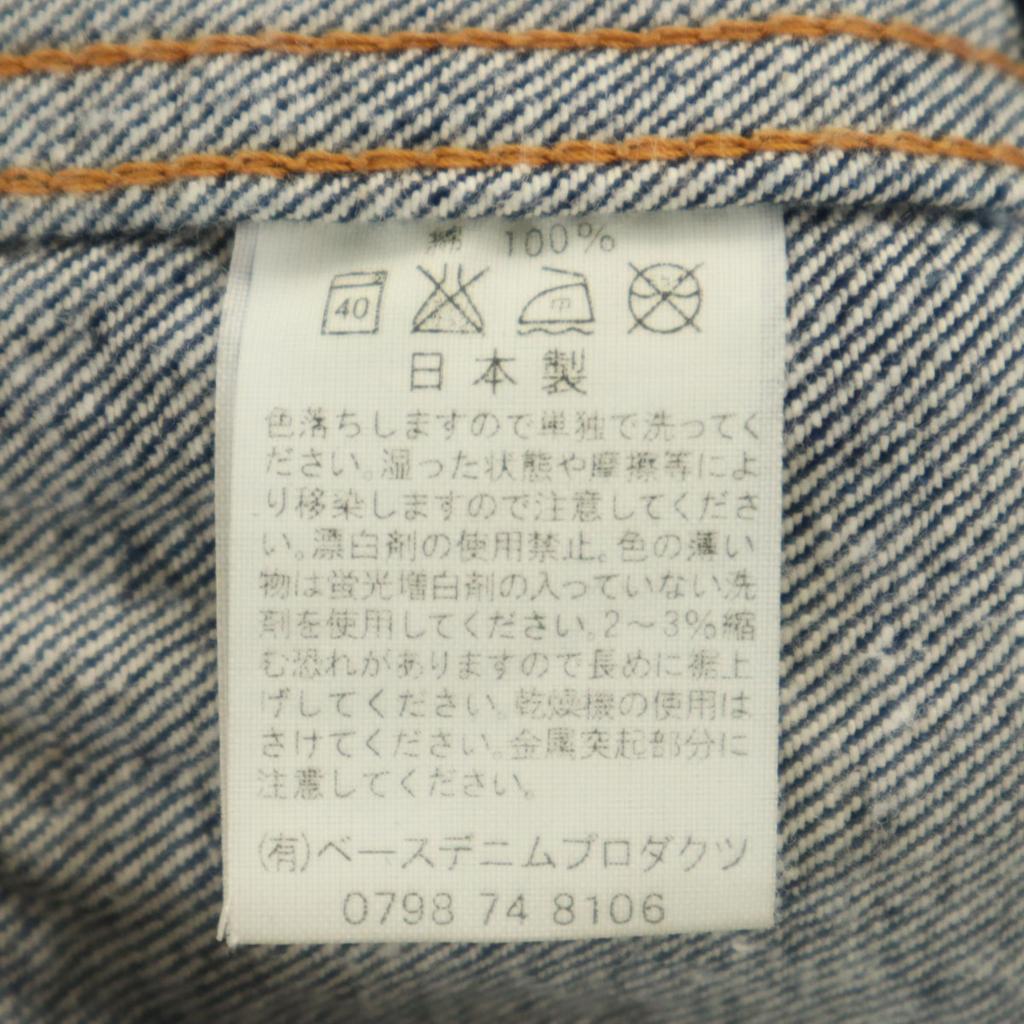 綿 100%
40
エンソ
サラシ
中
日本製
色落ちしますので単独で洗ってく
ださい。湿った状態や摩擦等によ
り移染しますので注意してくださ
い。漂白剤の使用禁止。色の薄い
物は蛍光増白剤の入っていない洗
剤を使用してください。2～3%縮
む恐れがありますので長めに裾上
げしてください。乾燥機の使用は
さけてください。金属突起部分に
注意してください。
(有)ベースデニムプロダクツ
0798 74 8106